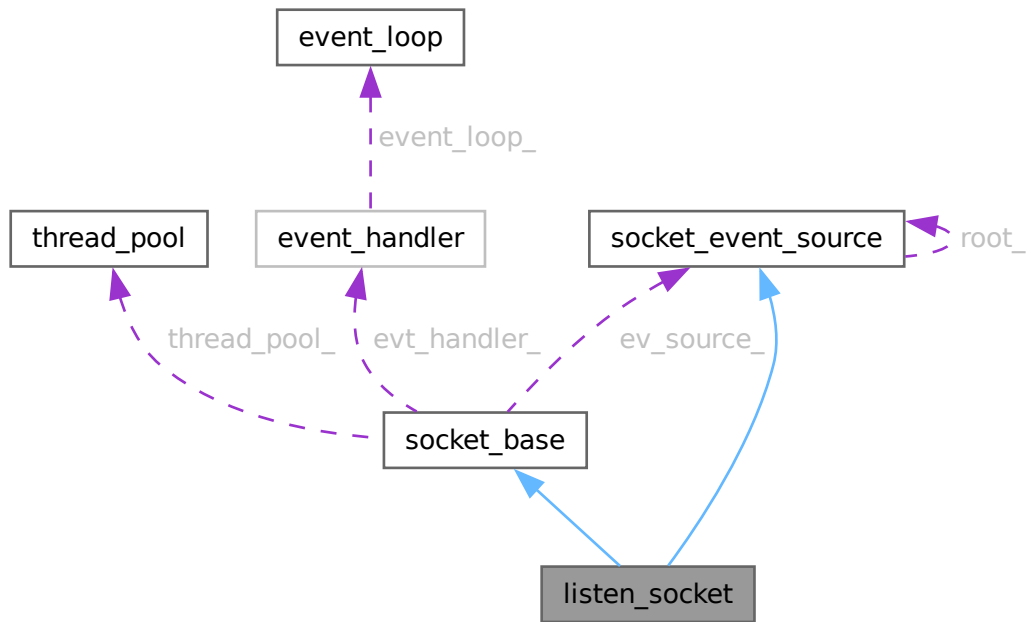 event_loop
event_loop_
thread_pool
event_handler
socket_event_source
root_
thread_pool_
evt_handler_
ev_source_
socket_base
listen_socket